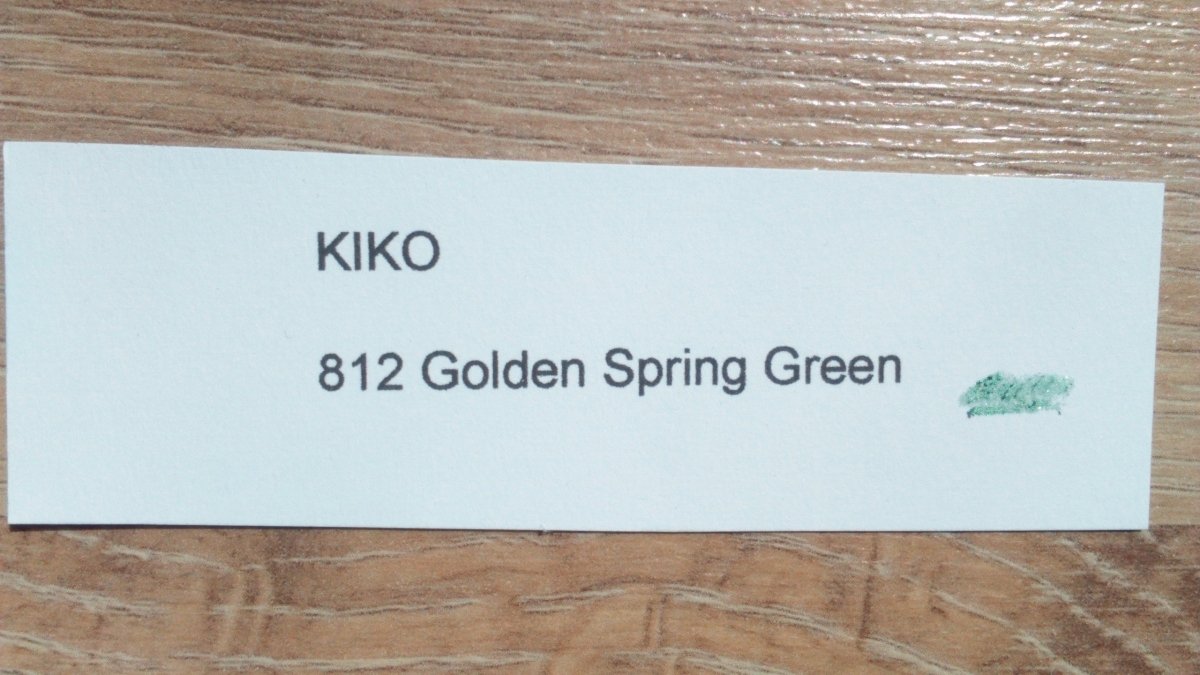 KIKO
812 Golden Spring Green